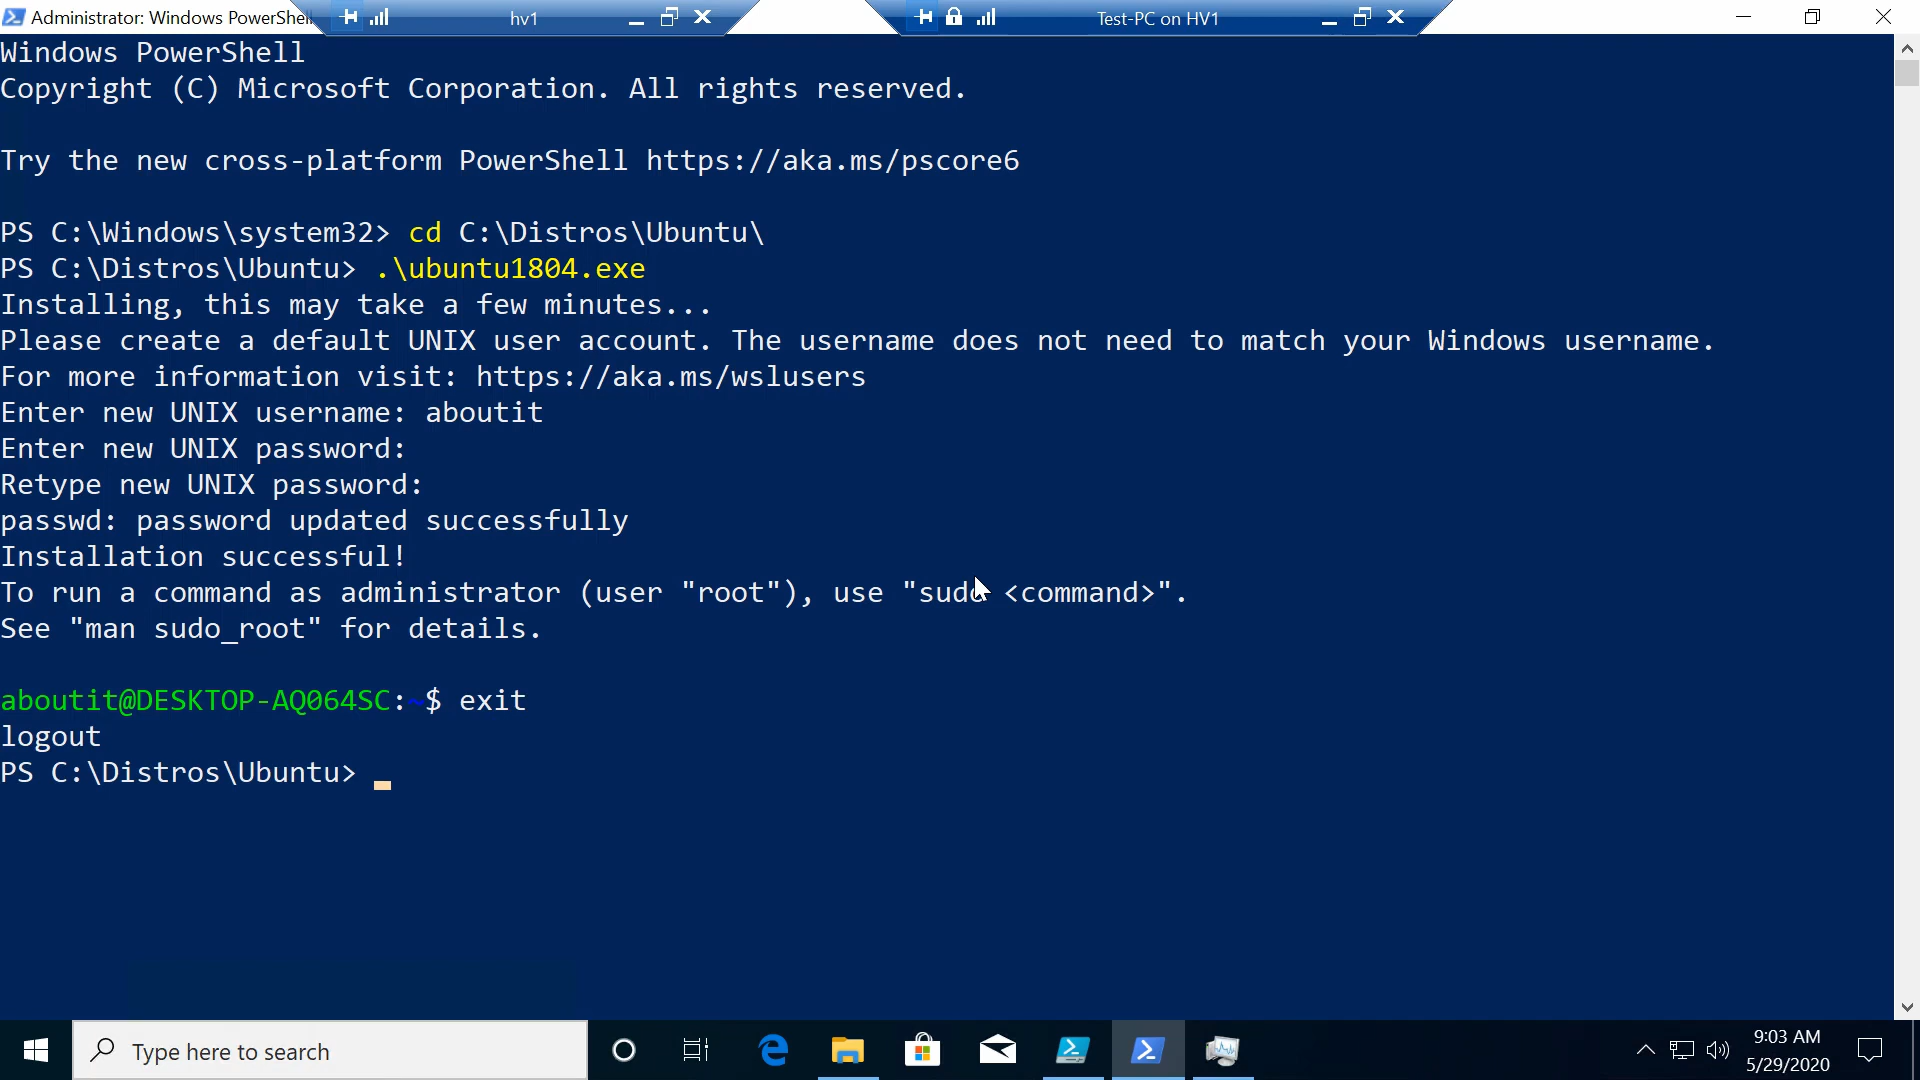 Administrator: Windows PowerShell
hv1
Test-PC on HV1
Windows PowerShell
Copyright (C) Microsoft Corporation. All rights reserved.
Try the new cross-platform PowerShell https://aka.ms/pscore6
PS C:\Windows\system32> cd C:\Distros\Ubuntu\
PS C:\Distros\Ubuntu> .\ubuntu1804.exe
Installing, this may take a few minutes...
Please create a default UNIX user account. The username does not need to match your Windows username.
For more information visit: https://aka.ms/wslusers
Enter new UNIX username: aboutit
Enter new UNIX password:
Retype new UNIX password:
passwd: password updated successfully
Installation successful!
To run a command as administrator (user "root"), use "sudo <command>".
See "man sudo_root" for details.
aboutit@DESKTOP-AQ064SC:~$ exit
logout
PS C:\Distros\Ubuntu>
Type here to search
9:03 AM
5/29/2020